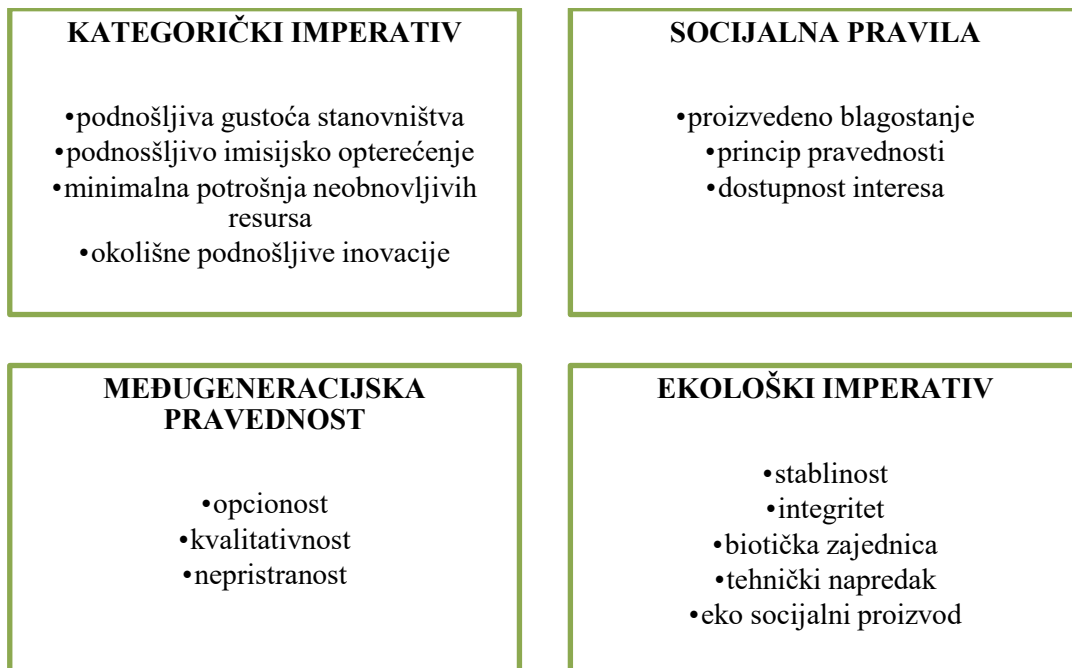 KATEGORIČKI IMPERATIV
•podnošljiva gustoća stanovništva
•podnosšljivo imisijsko opterećenje
•minimalna potrošnja neobnovljivih
resursa
•okolišne podnošljive inovacije
SOCIJALNA PRAVILA
•proizvedeno blagostanje
•princip pravednosti
•dostupnost interesa
MEĐUGENERACIJSKA
PRAVEDNOST
•opcionost
•kvalitativnost
•nepristranost
EKOLOŠKI IMPERATIV
•stablinost
•integritet
•biotička zajednica
•tehnički napredak
•eko socijalni proizvod